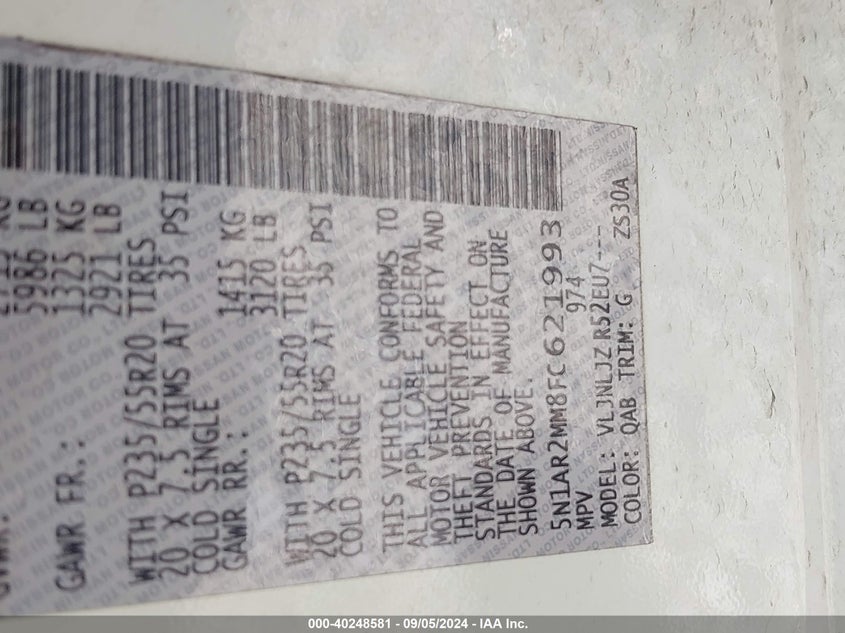 5986 LB
GAWR FR.: 1325 KG
2921 LB
WITH P235/55R20 TIRES
20 X 7.5 RIMS AT 35 PSI
COLD SINGLE
GAWR RR.: 1415 KG
3120 LB
WITH P235/55R20 TIRES
20 X 7.5 RIMS AT 35 PSI
COLD SINGLE
THIS VEHICLE CONFORMS TO
ALL APPLICABLE FEDERAL
MOTOR VEHICLE SAFETY AND
THEFT PREVENTION
STANDARDS IN EFFECT ON
THE DATE OF MANUFACTURE
SHOWN ABOVE.
5N1AR2MM8FC621993
MPV 974
MODEL: VLJNLJZ R52EU7---
COLOR: QAB TRIM: G ZS30A
000-40248581 - 09/05/2024 - IAA Inc.